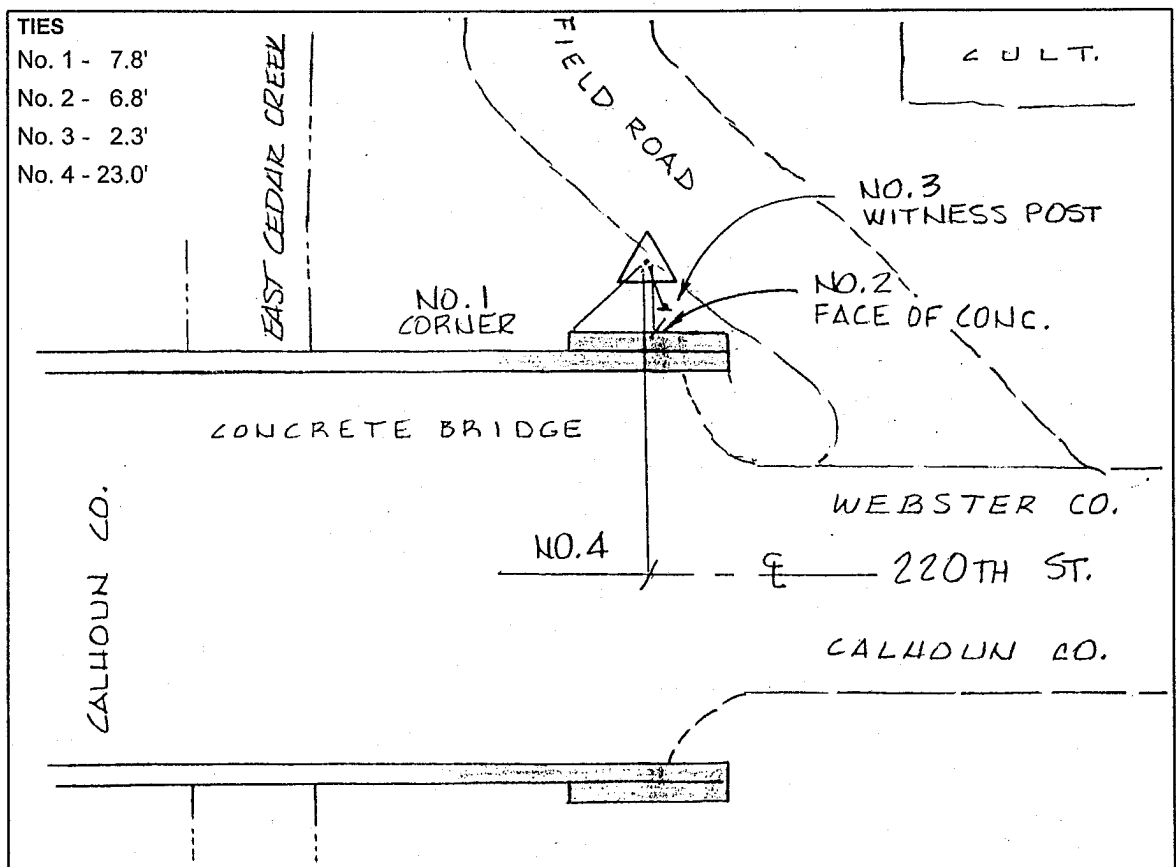 TIES
No. 1 - 7.8'
No. 2 - 6.8'
No. 3 - 2.3'
No. 4 - 23.0'
EAST CEDAR CREEK
FIELD ROAD
CULT.
NO.3
WITNESS POST
NO.1
CORNER
NO.2
FACE OF CONC.
CONCRETE BRIDGE
WEBSTER CO.
CALHOUN CO.
NO.4
℄ 220TH ST.
CALHOUN CO.